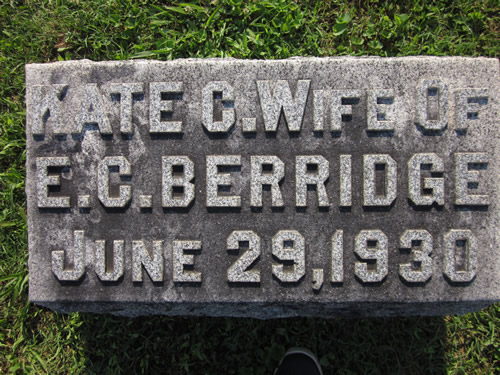 KATE C. WIFE OF
E. C. BERRIDGE
JUNE 29, 1930